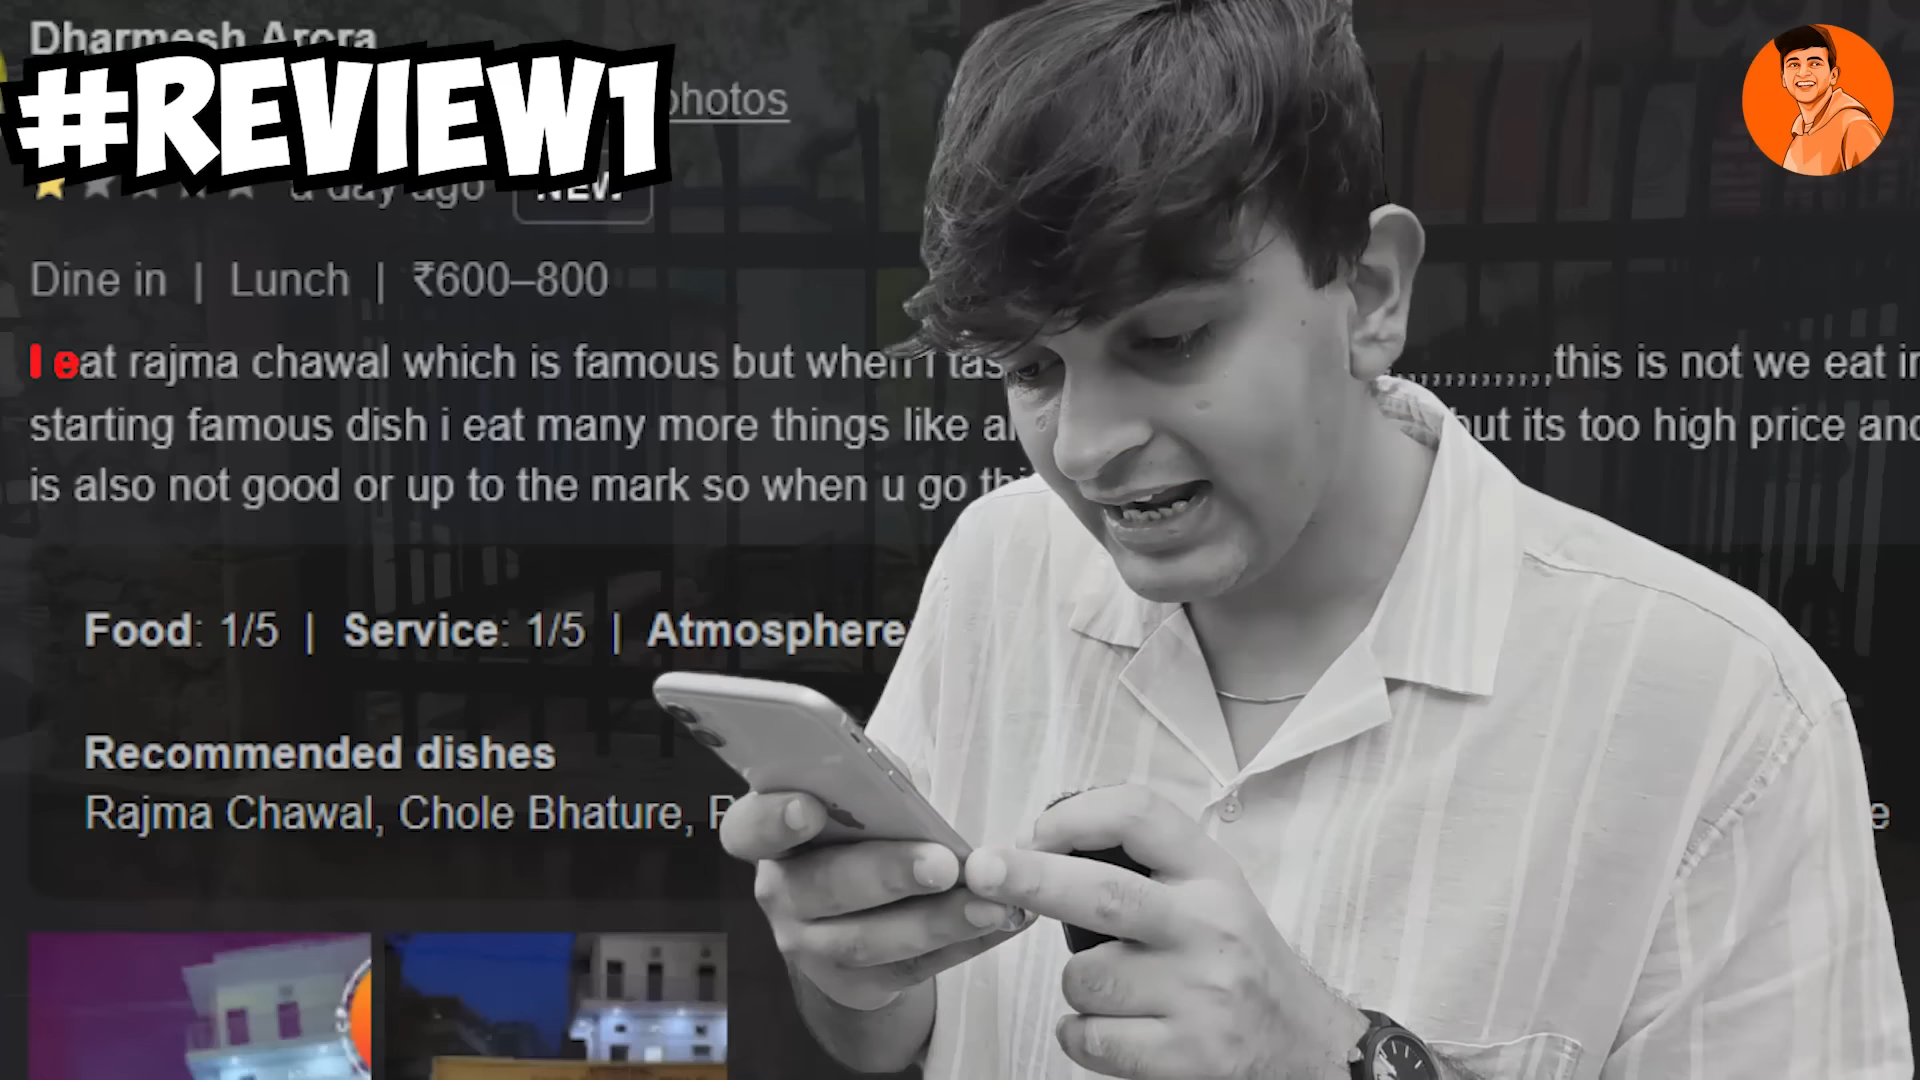 Dharmesh Arora
#REVIEW1
photos
a day ago NEW
Dine in | Lunch | ₹600–800
I eat rajma chawal which is famous but when I tas ,,,,,,,,,,,,,this is not we eat in
starting famous dish i eat many more things like but its too high price and
is also not good or up to the mark so when u go
Food: 1/5 | Service: 1/5 | Atmosphere
Recommended dishes
Rajma Chawal, Chole Bhature,